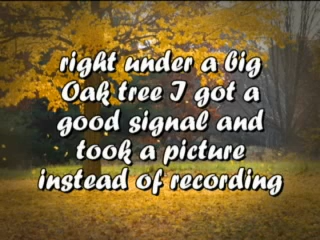 right under a big
Oak tree I got a
good signal and
took a picture
instead of recording